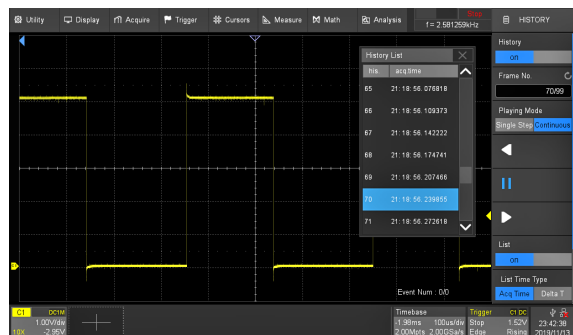 Utility Display Acquire Trigger Cursors Measure Math Analysis Stop
f = 2.581259kHz
HISTORY
History
on
Frame No.
70/99
Playing Mode
Single Step Continuous
List
on
List Time Type
Acq Time Delta T
History List
his. acq.time
65 21: 18: 56. 076818
66 21: 18: 56. 109373
67 21: 18: 56. 142222
68 21: 18: 56. 174741
69 21: 18: 56. 207466
70 21: 18: 56. 239855
71 21: 18: 56. 272618
Event Num : 0/0
C1 DC1M
1.00V/div
10X -2.95V
Timebase
-1.98ms 100us/div
2.00Mpts 2.00GSa/s
Trigger C1 DC
Stop 1.52V
Edge Rising
23:42:38
2019/11/13